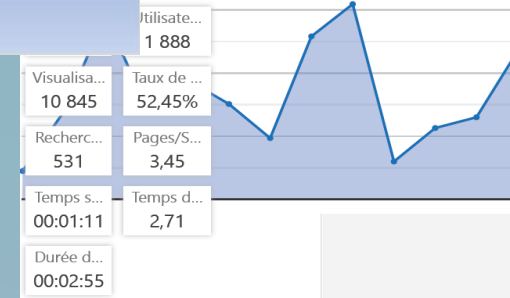 Utilisate...
1 888
Visualisa...
10 845
Taux de ...
52,45%
Recherc...
531
Pages/S...
3,45
Temps s...
00:01:11
Temps d...
2,71
Durée d...
00:02:55